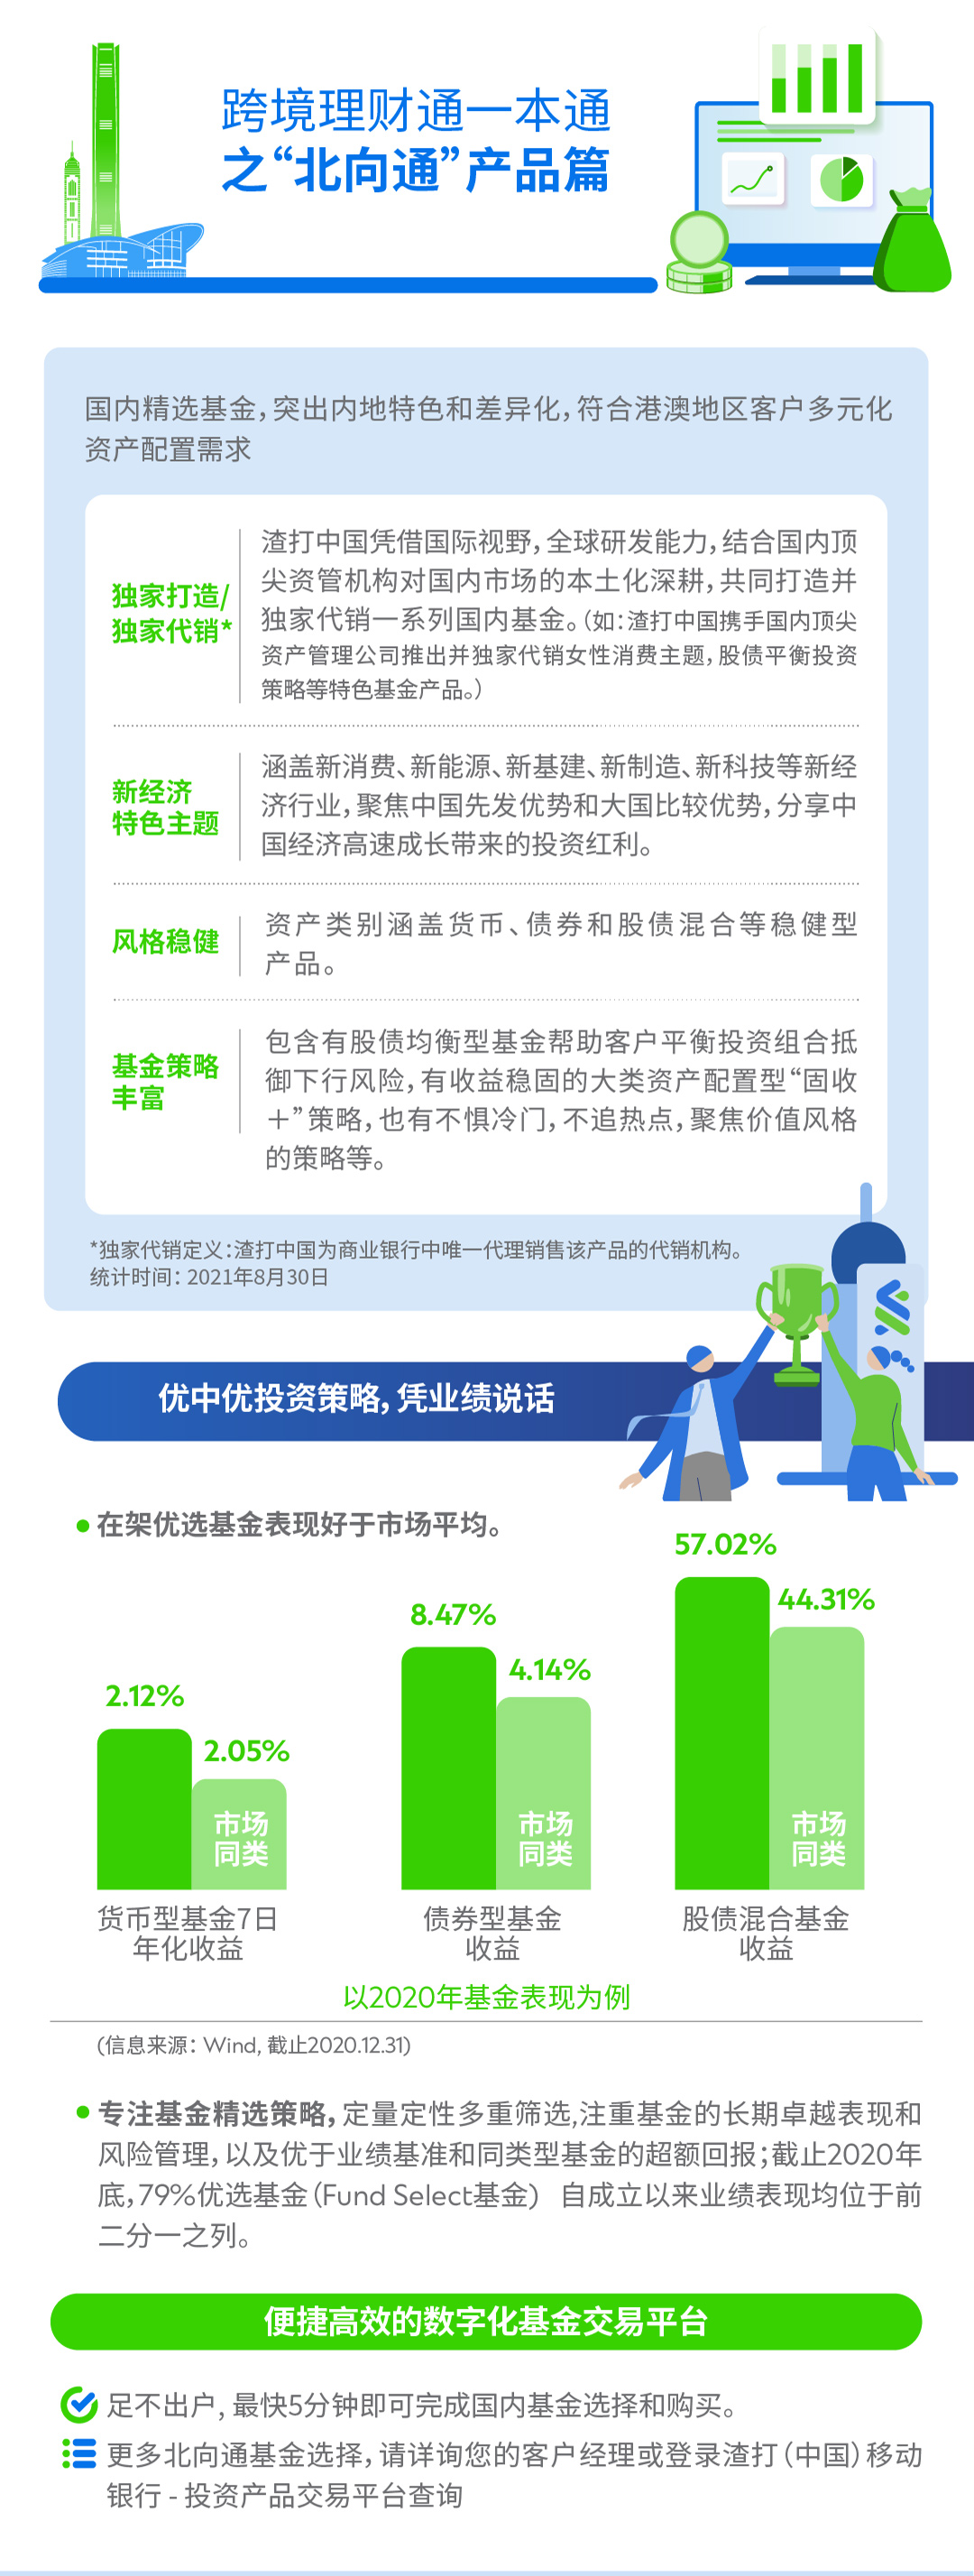 跨境理财通一本通
之“北向通”产品篇
国内精选基金，突出内地特色和差异化，符合港澳地区客户多元化
资产配置需求
独家打造/
独家代销*
渣打中国凭借国际视野，全球研发能力，结合国内顶
尖资管机构对国内市场的本土化深耕，共同打造并
独家代销一系列国内基金。（如：渣打中国携手国内顶尖
资产管理公司推出并独家代销女性消费主题，股债平衡投资
策略等特色基金产品。）
新经济
特色主题
涵盖新消费、新能源、新基建、新制造、新科技等新经
济行业，聚焦中国先发优势和大国比较优势，分享中
国经济高速成长带来的投资红利。
风格稳健
资产类别涵盖货币、债券和股债混合等稳健型
产品。
基金策略
丰富
包含有股债均衡型基金帮助客户平衡投资组合抵
御下行风险，有收益稳固的大类资产配置型“固收
＋”策略，也有不惧冷门，不追热点，聚焦价值风格
的策略等。
*独家代销定义：渣打中国为商业银行中唯一代理销售该产品的代销机构。
统计时间：2021年8月30日
优中优投资策略，凭业绩说话
在架优选基金表现好于市场平均。
57.02%
44.31%
8.47%
4.14%
2.12%
2.05%
市场
同类
市场
同类
市场
同类
货币型基金7日
年化收益
债券型基金
收益
股债混合基金
收益
以2020年基金表现为例
(信息来源：Wind, 截止2020.12.31)
专注基金精选策略，定量定性多重筛选,注重基金的长期卓越表现和
风险管理，以及优于业绩基准和同类型基金的超额回报；截止2020年
底，79%优选基金（Fund Select基金） 自成立以来业绩表现均位于前
二分一之列。
便捷高效的数字化基金交易平台
足不出户, 最快5分钟即可完成国内基金选择和购买。
更多北向通基金选择，请详询您的客户经理或登录渣打（中国）移动
银行 - 投资产品交易平台查询